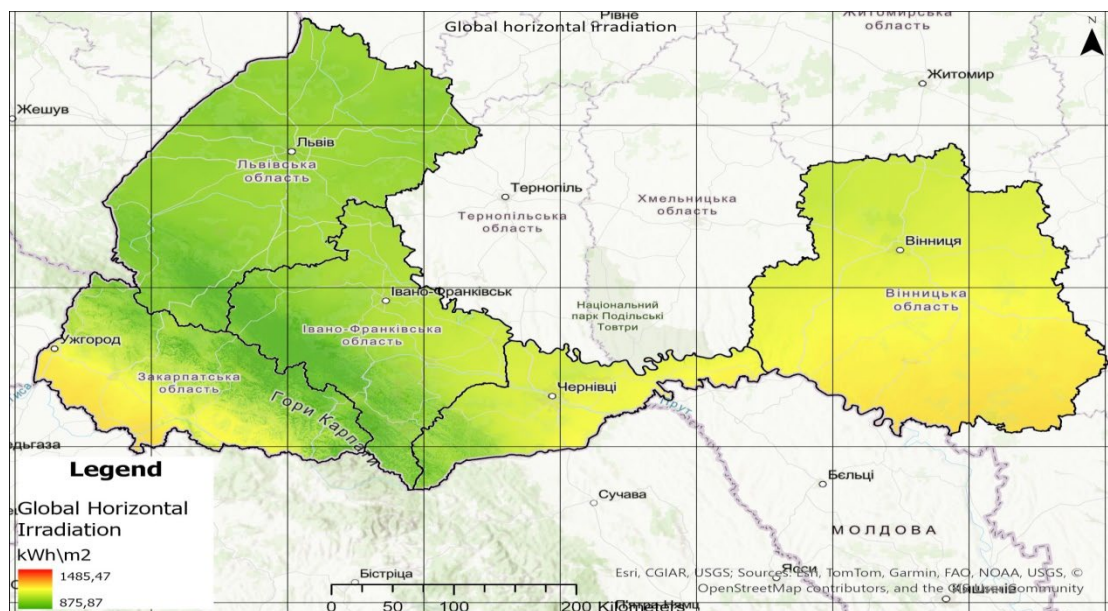 Рівне
Житомирська
область
Global horizontal irradiation
N
Житомир
Жешув
Львів
Львівська
область
Тернопіль
Тернопільська
область
Хмельницька
область
Вінниця
Вінницька
область
Івано-Франківськ
Івано-Франківська
область
Національний
парк Подільські
Товтри
Ужгород
Закарпатська
область
Чернівці
Гори Карпати
Прут
Тиса
Legend
Global Horizontal
Irradiation
kWh\m2
1485,47
875,87
Сучава
Бєльці
МОЛДОВА
Бістріца
Ясси
0 50 100 200 Kilometers
Esri, CGIAR, USGS; Sources: Esri, TomTom, Garmin, FAO, NOAA, USGS, ©
OpenStreetMap contributors, and the GIS User Community
Кишинів